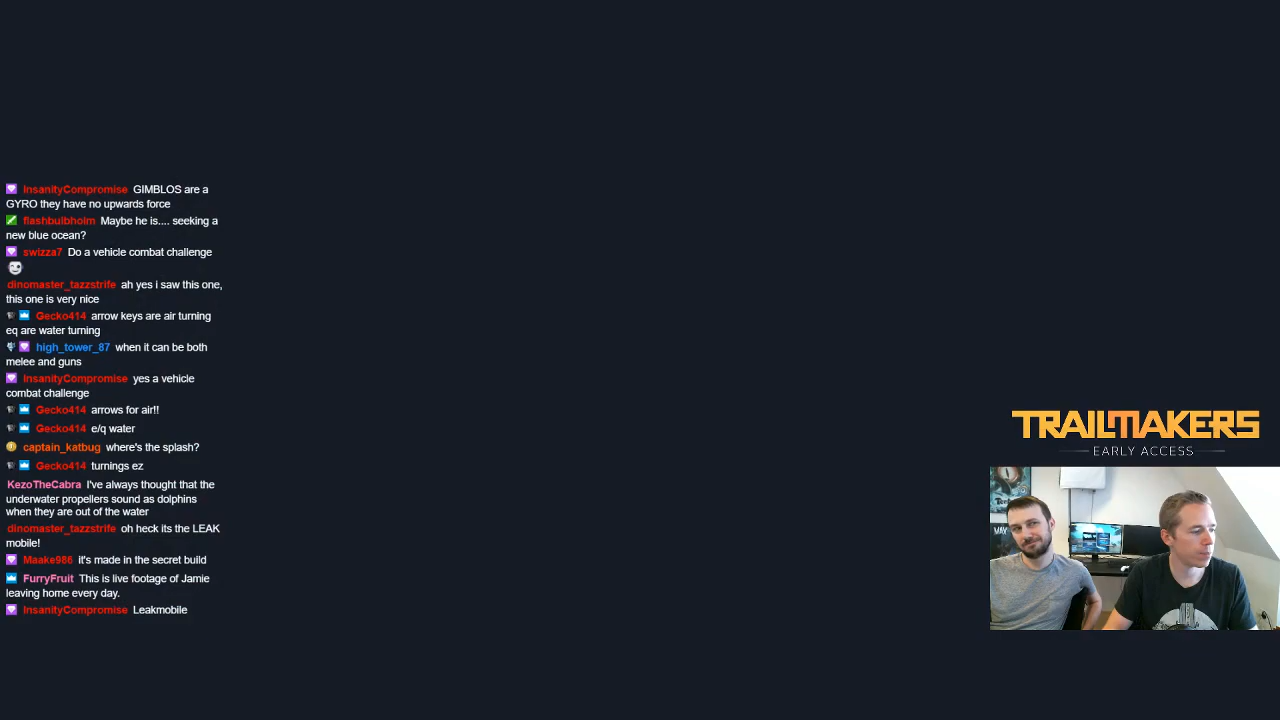 InsanityCompromise GIMBLOS are a
GYRO they have no upwards force
flashbulbholm Maybe he is.... seeking a
new blue ocean?
swizza7 Do a vehicle combat challenge
dinomaster_tazzstrife ah yes i saw this one,
this one is very nice
Gecko414 arrow keys are air turning
eq are water turning
high_tower_87 when it can be both
melee and guns
InsanityCompromise yes a vehicle
combat challenge
Gecko414 arrows for air!!
Gecko414 e/q water
captain_katbug where's the splash?
Gecko414 turnings ez
KezoTheCabra I've always thought that the
underwater propellers sound as dolphins
when they are out of the water
dinomaster_tazzstrife oh heck its the LEAK
mobile!
Maake986 it's made in the secret build
FurryFruit This is live footage of Jamie
leaving home every day.
InsanityCompromise Leakmobile
TRAILMAKERS
EARLY ACCESS